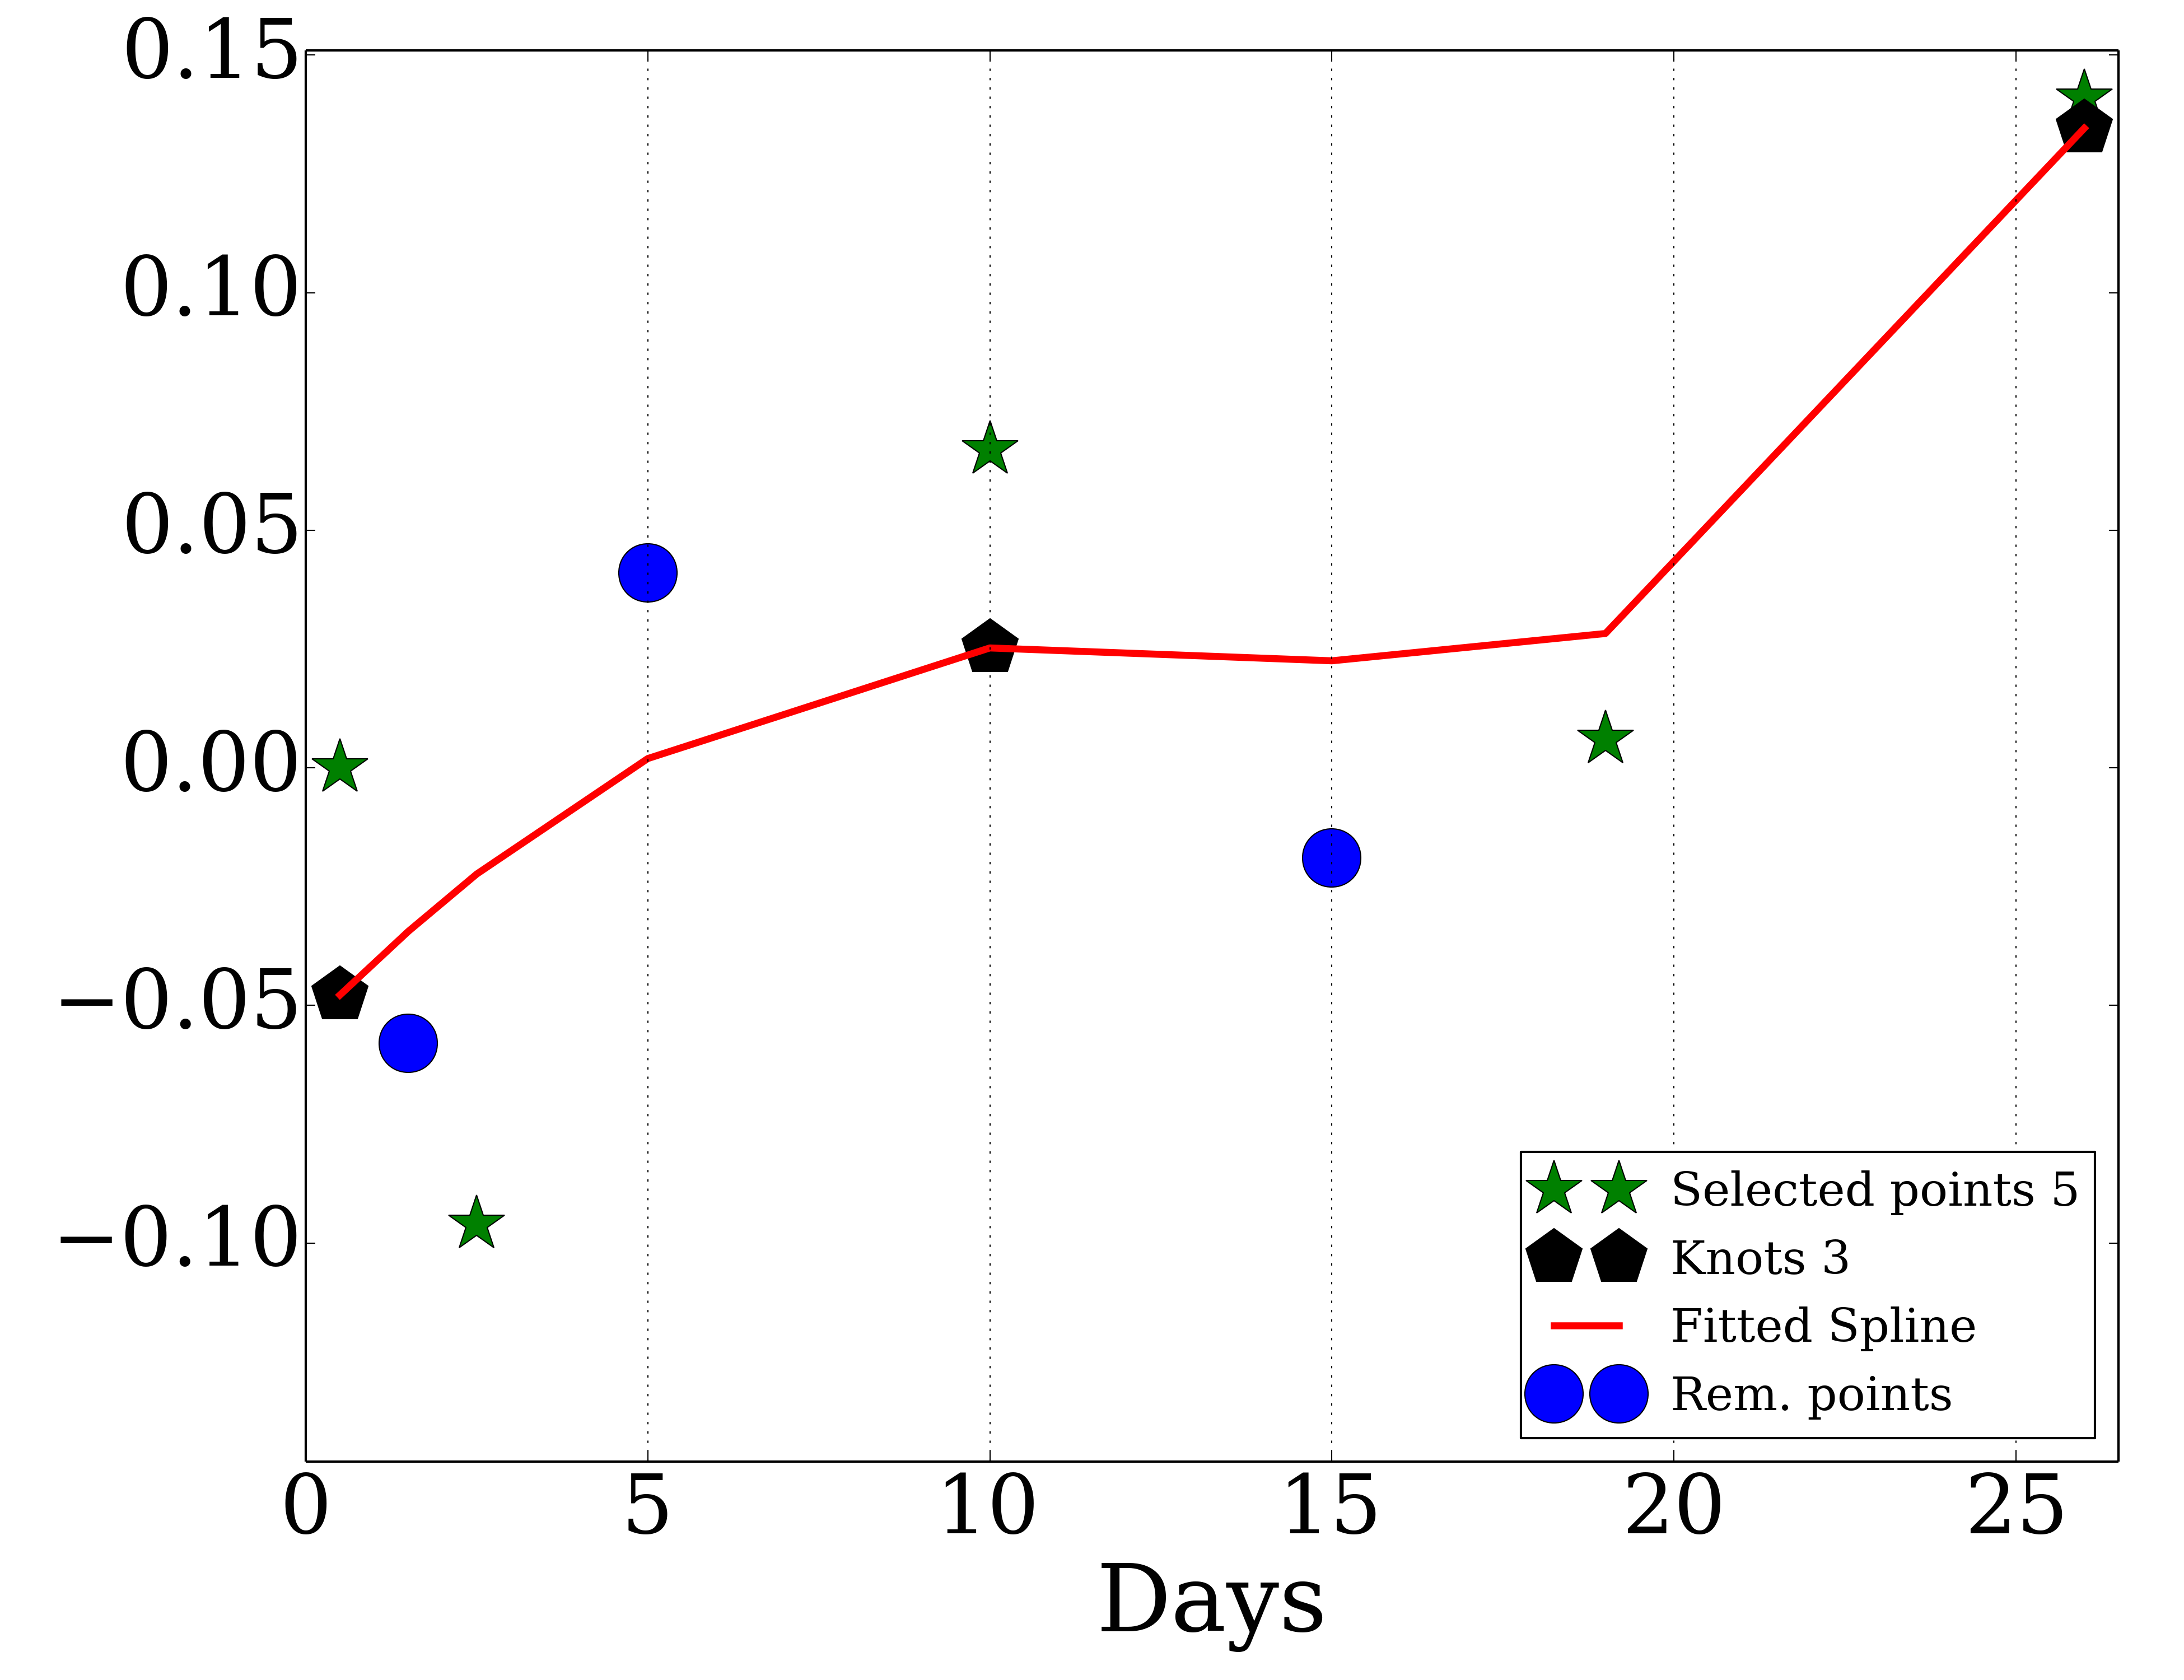 0.15
0.10
0.05
0.00
−0.05
−0.10
Selected points 5
Knots 3
Fitted Spline
Rem. points
0 5 10 15 20 25
Days